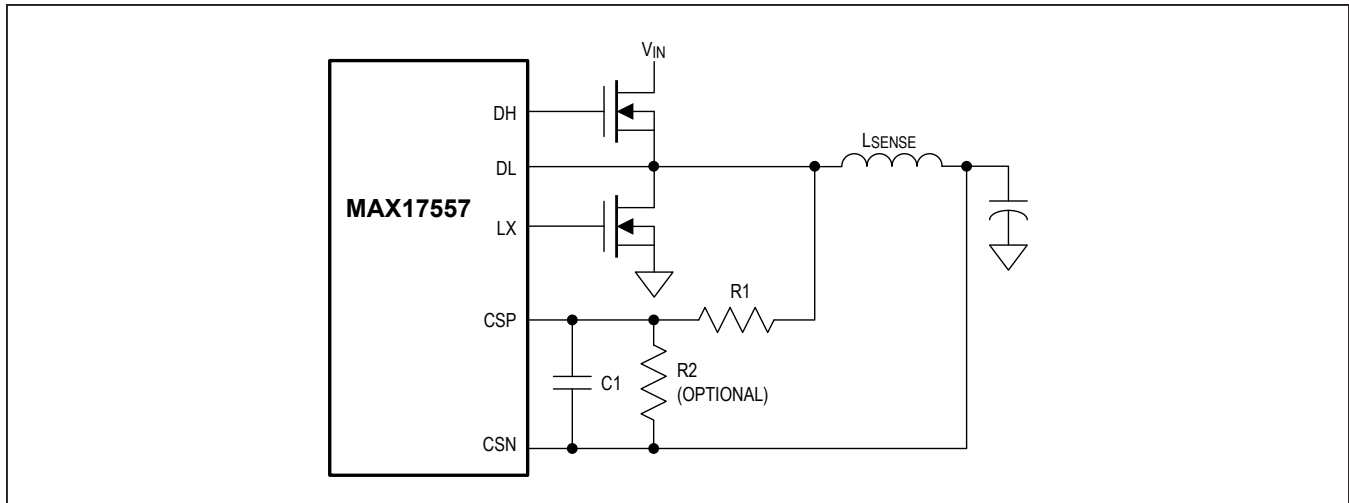 VIN
DH
LSENSE
DL
MAX17557
LX
R1
CSP
R2
C1
(OPTIONAL)
CSN